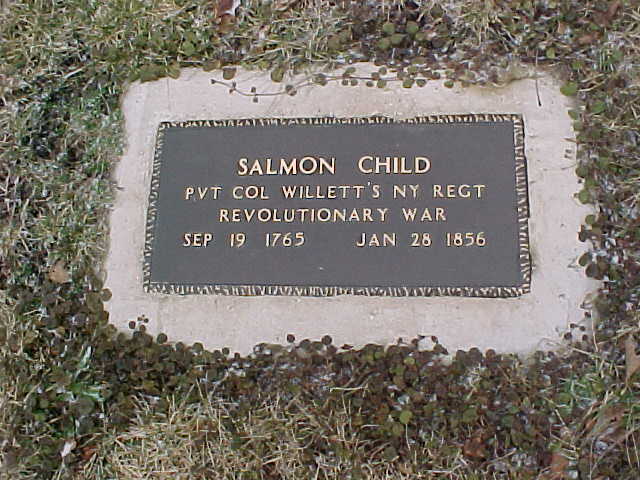 SALMON CHILD
PVT COL WILLETT'S NY REGT
REVOLUTIONARY WAR
SEP 19 1765 JAN 28 1856